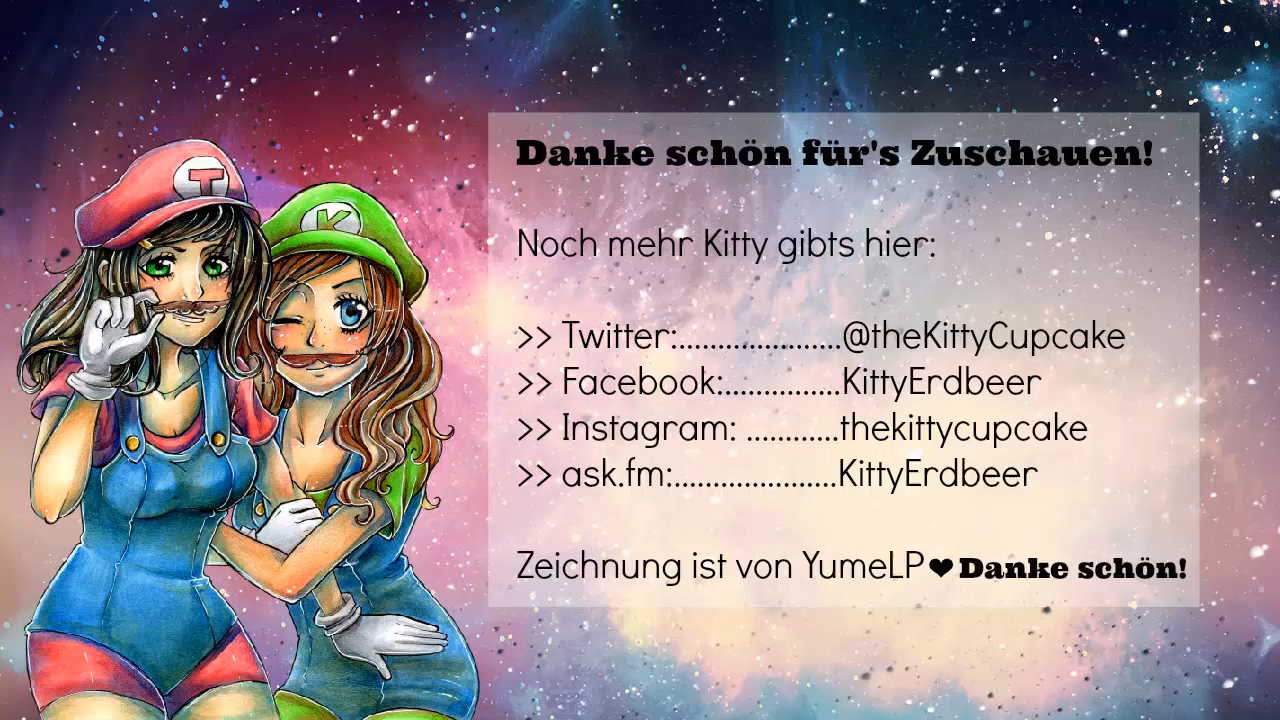 T
K
Danke schön für's Zuschauen!
Noch mehr Kitty gibts hier:
>> Twitter:.....................@theKittyCupcake
>> Facebook:...............KittyErdbeer
>> Instagram: ............thekittycupcake
>> ask.fm:.....................KittyErdbeer
Zeichnung ist von YumeLP❤Danke schön!